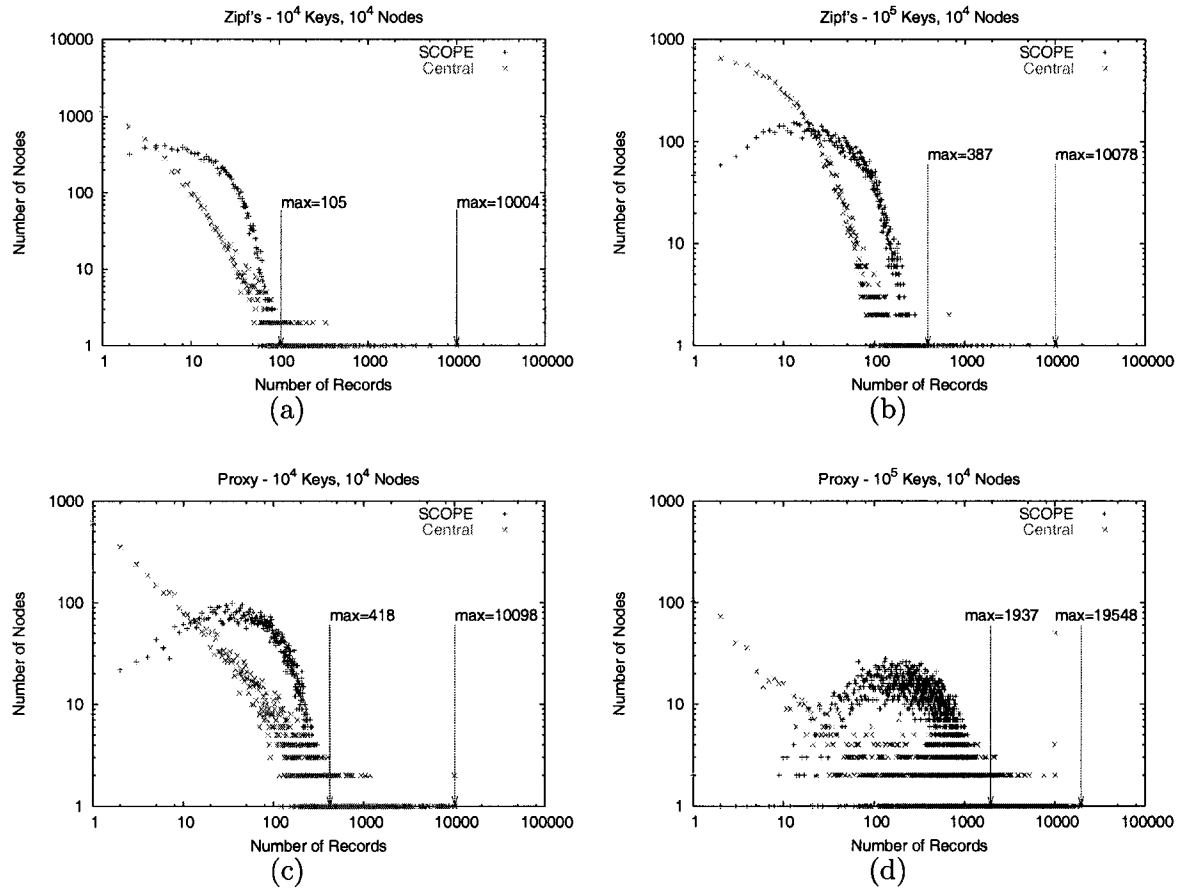 Zipf's - 10^4 Keys, 10^4 Nodes
10000
1000
100
10
1
Number of Nodes
SCOPE
Central
max=105
max=10004
1 10 100 1000 10000 100000
Number of Records
(a)
Zipf's - 10^5 Keys, 10^4 Nodes
1000
100
10
1
Number of Nodes
SCOPE
Central
max=387
max=10078
1 10 100 1000 10000 100000
Number of Records
(b)
Proxy - 10^4 Keys, 10^4 Nodes
1000
100
10
1
Number of Nodes
SCOPE
Central
max=418
max=10098
1 10 100 1000 10000 100000
Number of Records
(c)
Proxy - 10^5 Keys, 10^4 Nodes
1000
100
10
1
Number of Nodes
SCOPE
Central
max=1937
max=19548
1 10 100 1000 10000 100000
Number of Records
(d)